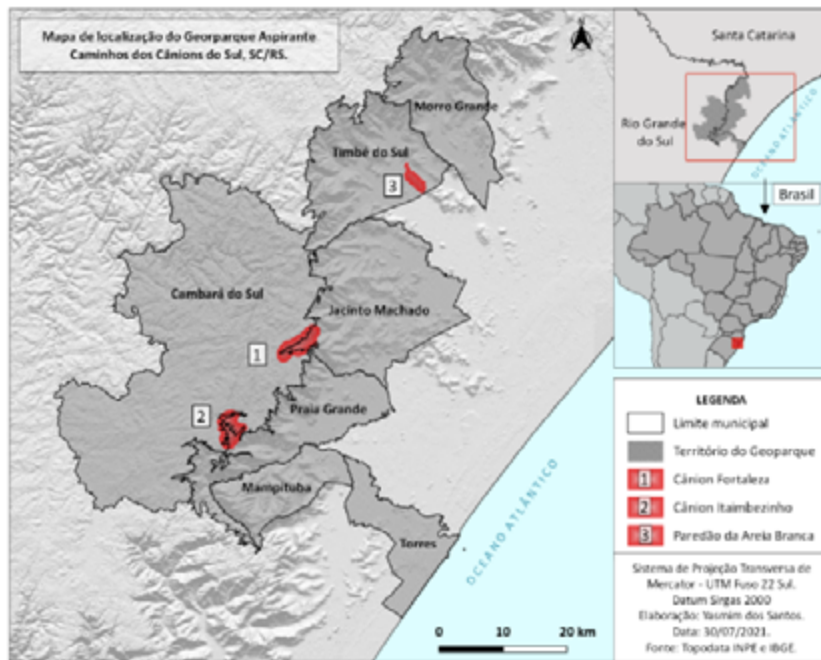 Mapa de localização do Georparque Aspirante
Caminhos dos Cânions do Sul, SC/RS.
Morro Grande
Timbé do Sul
3
Cambará do Sul
Jacinto Machado
1
2
Praia Grande
Mampituba
Torres
OCEANO ATLÂNTICO
0 10 20 km
Santa Catarina
Rio Grande
do Sul
OCEANO ATLÂNTICO
Brasil
LEGENDA
Limite municipal
Território do Geoparque
1 Cânion Fortaleza
2 Cânion Itaimbezinho
3 Paredão da Areia Branca
Sistema de Projeção Transversa de
Mercator - UTM Fuso 22 Sul.
Datum Sirgas 2000
Elaboração: Yasmim dos Santos.
Data: 30/07/2021.
Fonte: Topodata INPE e IBGE.